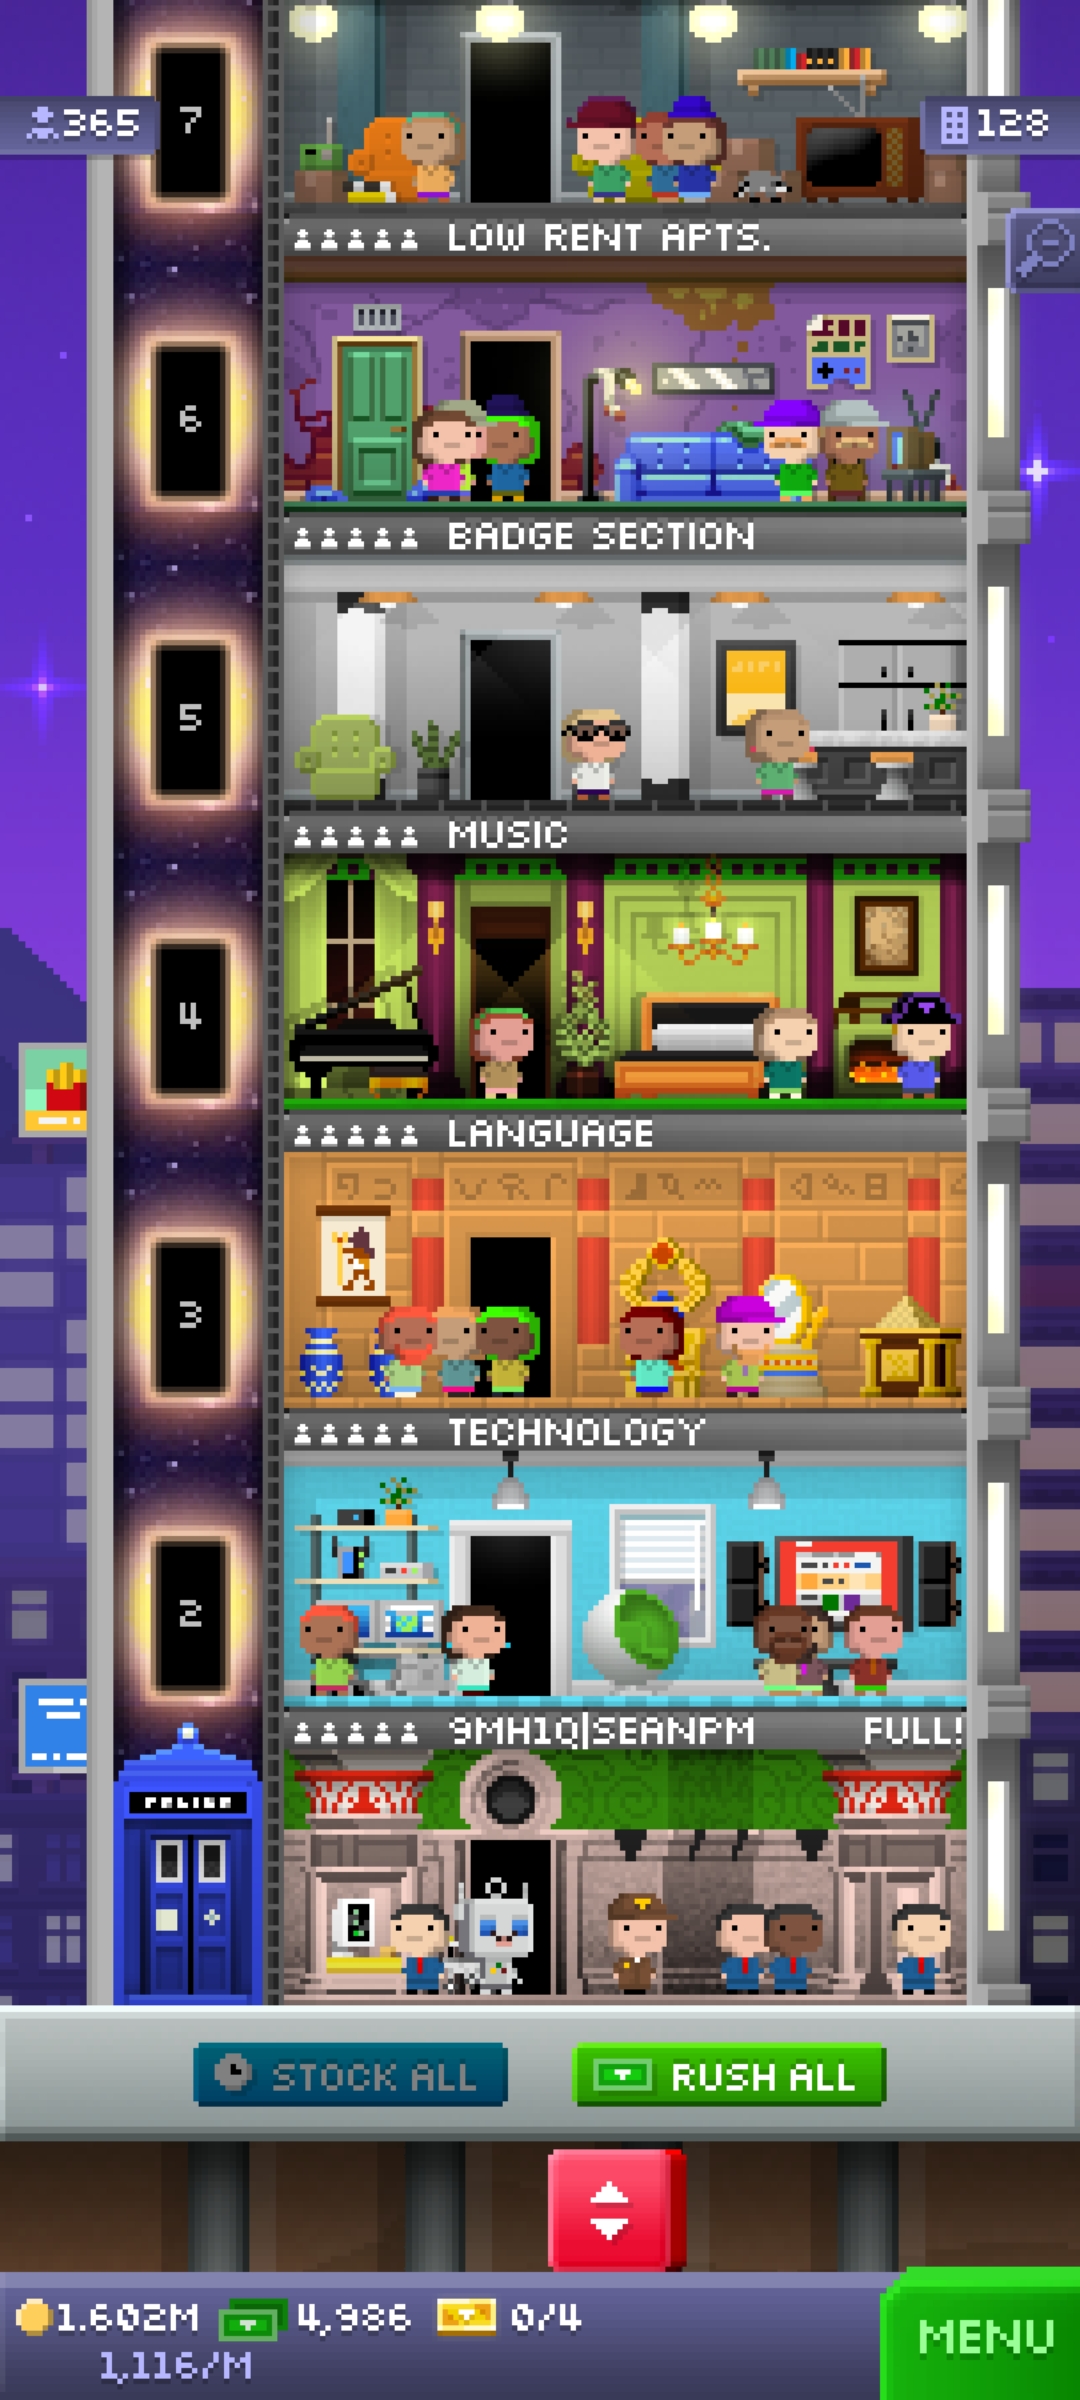 7
365
128
LOW RENT APTS.
6
BADGE SECTION
5
MUSIC
4
LANGUAGE
3
TECHNOLOGY
2
9MH1Q|SEANPM FULL!
POLICE
STOCK ALL
RUSH ALL
1.602M 4,986 0/4
1,116/M
MENU